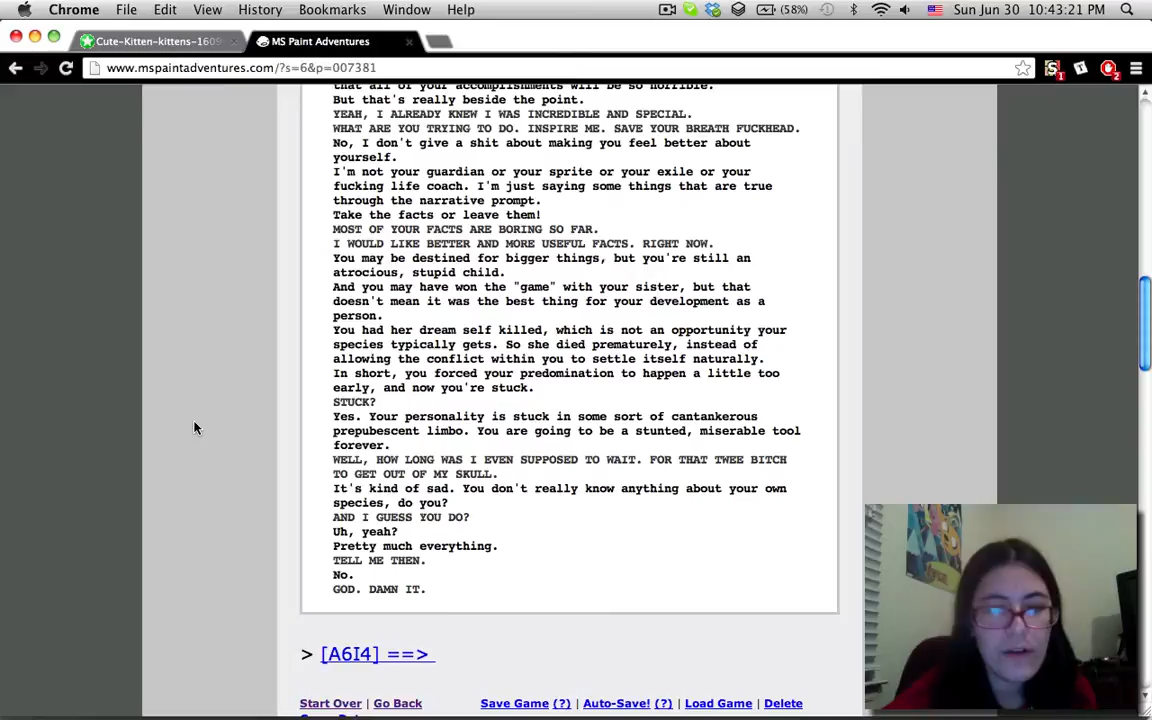 Chrome File Edit View History Bookmarks Window Help (58%) Sun Jun 30 10:43:21 PM
Cute-Kitten-kittens-1609 MS Paint Adventures
www.mspaintadventures.com/?s=6&p=007381
that all of your accomplishments will be so horrible.
But that's really beside the point.
YEAH, I ALREADY KNEW I WAS INCREDIBLE AND SPECIAL.
WHAT ARE YOU TRYING TO DO. INSPIRE ME. SAVE YOUR BREATH FUCKHEAD.
No, I don't give a shit about making you feel better about
yourself.
I'm not your guardian or your sprite or your exile or your
fucking life coach. I'm just saying some things that are true
through the narrative prompt.
Take the facts or leave them!
MOST OF YOUR FACTS ARE BORING SO FAR.
I WOULD LIKE BETTER AND MORE USEFUL FACTS. RIGHT NOW.
You may be destined for bigger things, but you're still an
atrocious, stupid child.
And you may have won the "game" with your sister, but that
doesn't mean it was the best thing for your development as a
person.
You had her dream self killed, which is not an opportunity your
species typically gets. So she died prematurely, instead of
allowing the conflict within you to settle itself naturally.
In short, you forced your predomination to happen a little too
early, and now you're stuck.
STUCK?
Yes. Your personality is stuck in some sort of cantankerous
prepubescent limbo. You are going to be a stunted, miserable tool
forever.
WELL, HOW LONG WAS I EVEN SUPPOSED TO WAIT. FOR THAT TWEE BITCH
TO GET OUT OF MY SKULL.
It's kind of sad. You don't really know anything about your own
species, do you?
AND I GUESS YOU DO?
Uh, yeah?
Pretty much everything.
TELL ME THEN.
No.
GOD. DAMN IT.
> [A6I4] ==>
Start Over | Go Back Save Game (?) | Auto-Save! (?) | Load Game | Delete